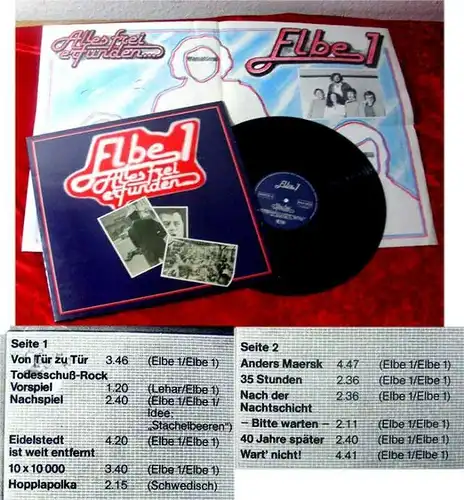 Alles frei
erfunden...
Elbe 1
Elbe 1
Alles frei
erfunden...
Elbe 1
Seite 1
Von Tür zu Tür 3.46 (Elbe 1/Elbe 1)
Todesschuß-Rock
Vorspiel 1.20 (Lehar/Elbe 1)
Nachspiel 2.40 (Elbe 1/Elbe 1/
Idee:
„Stachelbeeren")
Eidelstedt 4.20 (Elbe 1/Elbe 1)
ist welt entfernt
10 x 10 000 3.40 (Elbe 1/Elbe 1)
Hopplapolka 2.15 (Schwedisch)
Seite 2
Anders Maersk 4.47 (Elbe 1/Elbe 1)
35 Stunden 2.36 (Elbe 1/Elbe 1)
Nach der 2.36 (Elbe 1/Elbe 1)
Nachtschicht
– Bitte warten – 2.11 (Elbe 1/Elbe 1)
40 Jahre später 2.40 (Elbe 1/Elbe 1)
Wart' nicht! 4.41 (Elbe 1/Elbe 1)